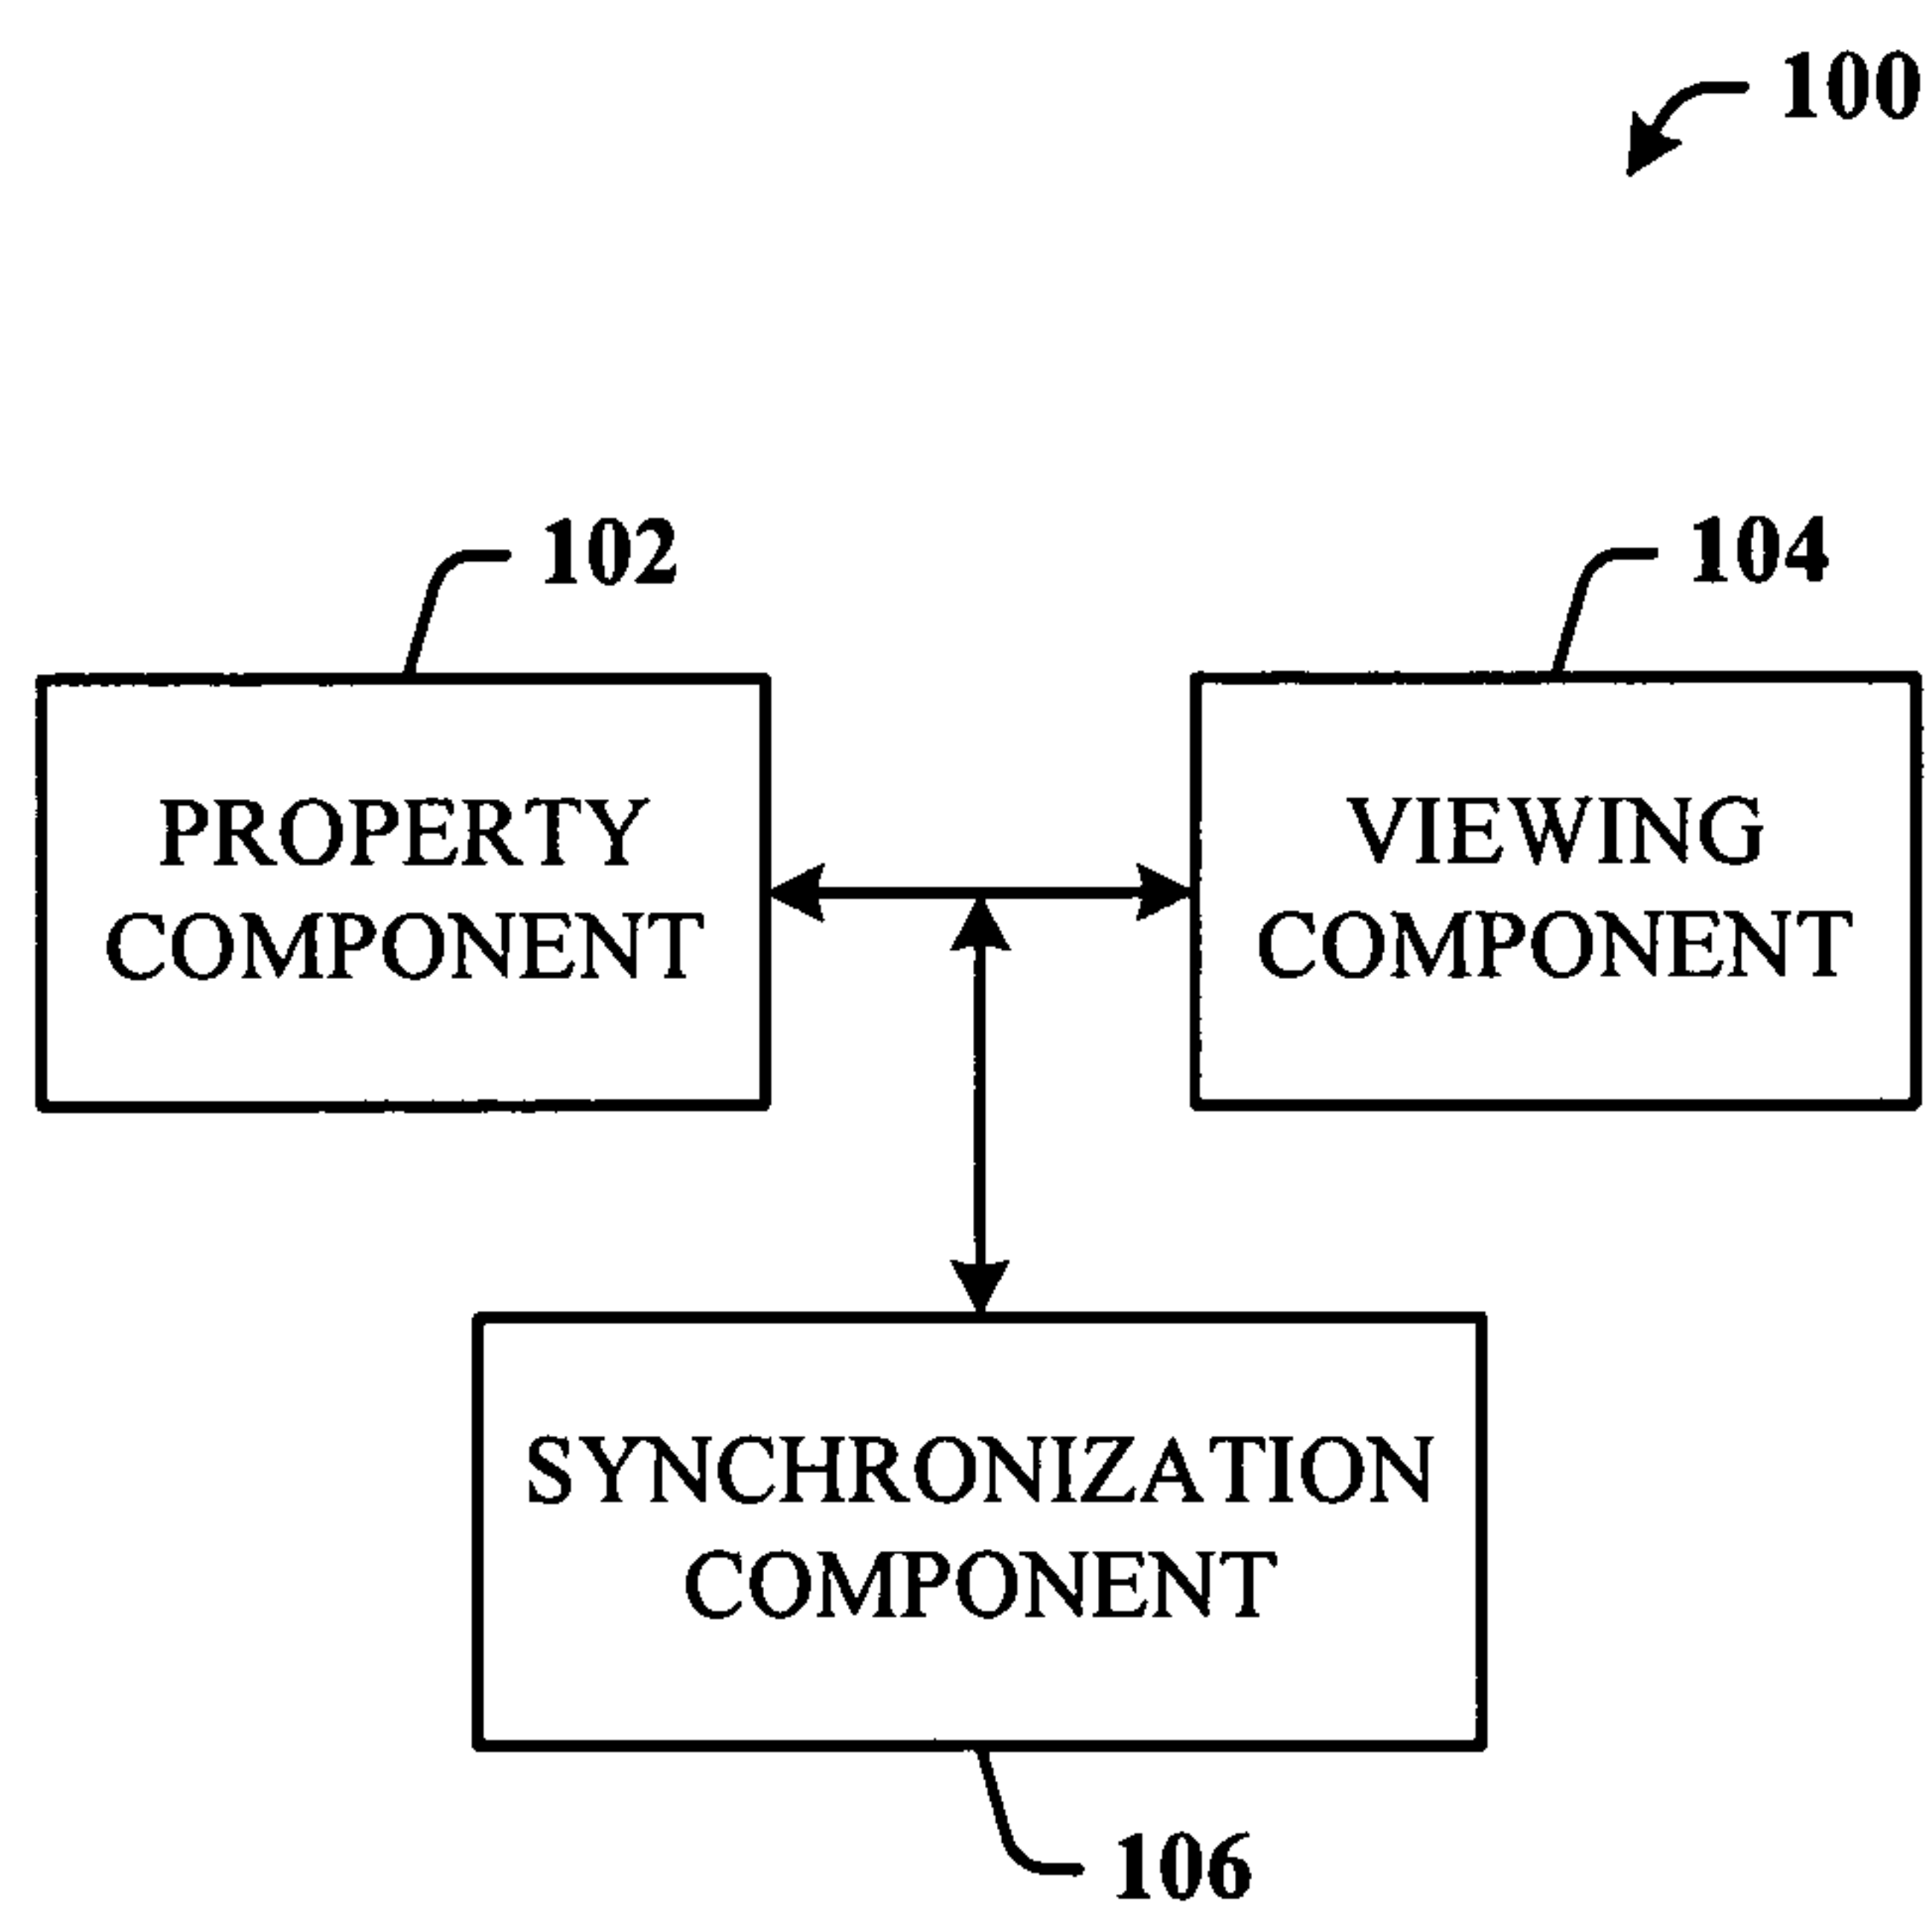 100
102
104
PROPERTY
COMPONENT
VIEWING
COMPONENT
SYNCHRONIZATION
COMPONENT
106